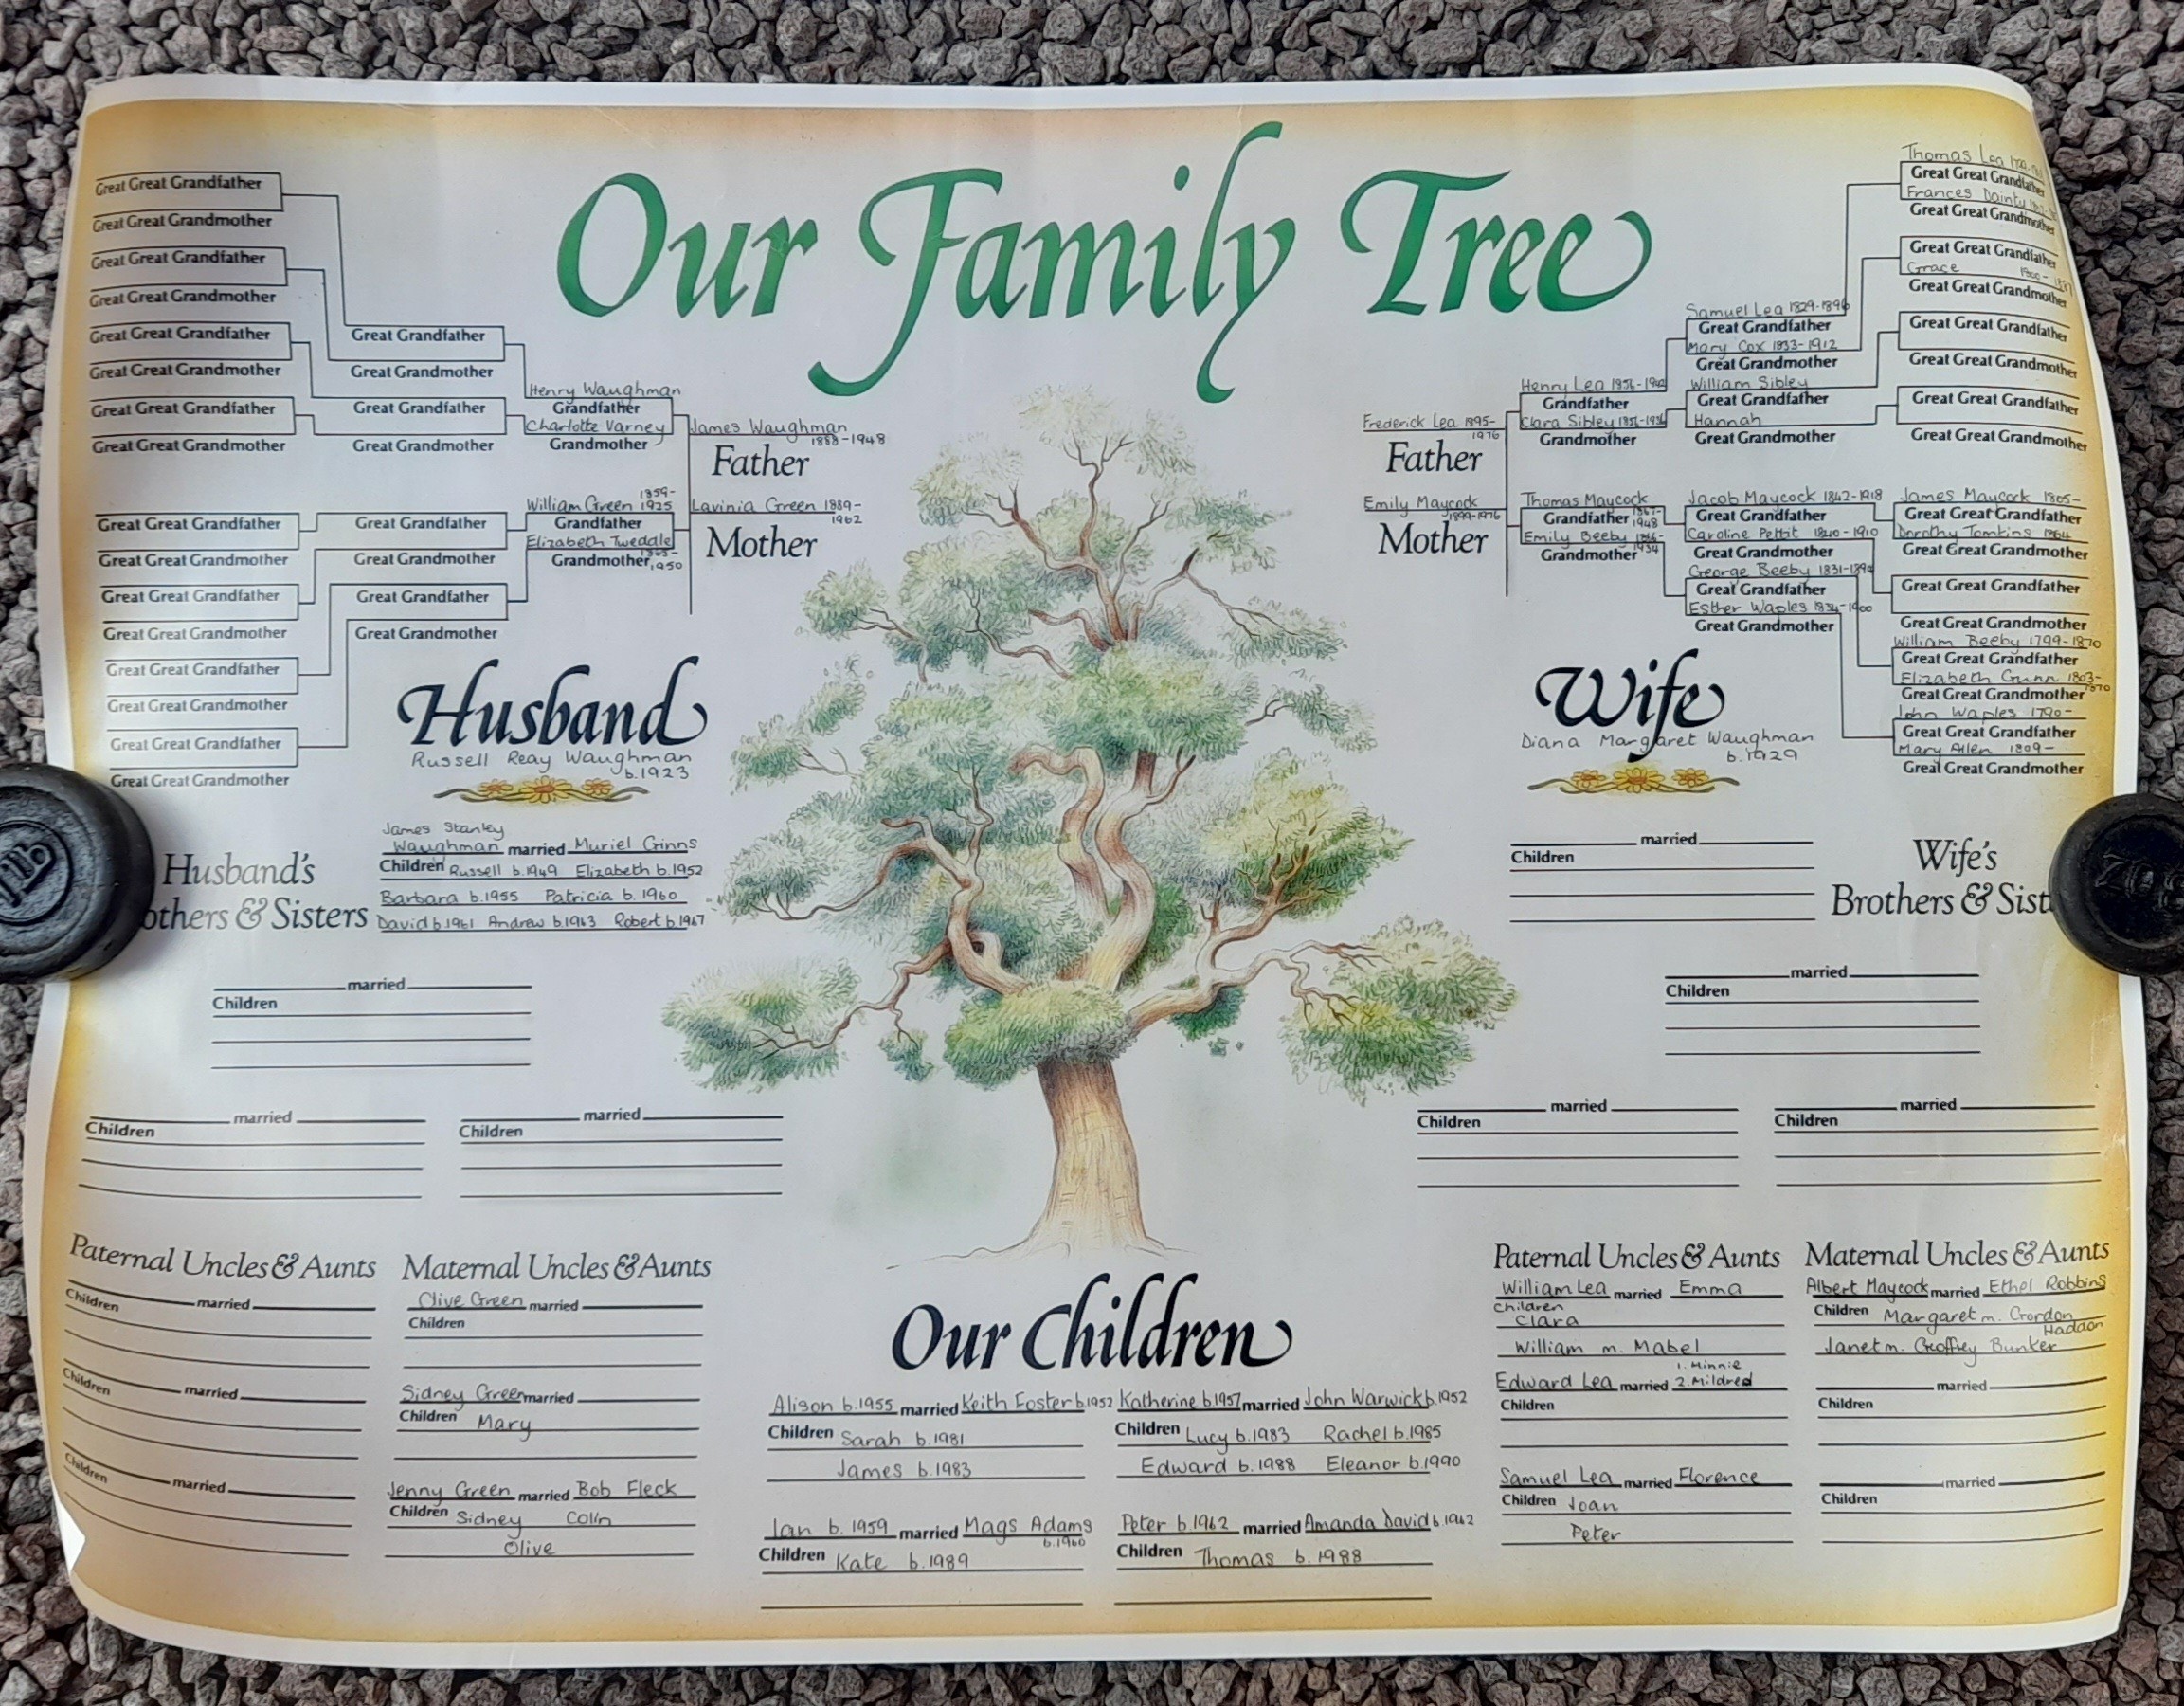 Our Family Tree
Great Great Grandfather
Great Great Grandmother
Great Great Grandfather
Great Great Grandmother
Great Great Grandfather
Great Great Grandmother
Great Great Grandfather
Great Great Grandmother
Great Great Grandfather
Great Great Grandmother
Great Great Grandfather
Great Great Grandmother
Great Great Grandfather
Great Great Grandmother
Great Great Grandfather
Great Great Grandmother
Great Grandfather
Great Grandmother
Great Grandfather
Great Grandmother
Great Grandfather
Great Grandmother
Great Grandfather
Great Grandmother
Henry Waughman
Grandfather
Charlotte Varney
Grandmother
William Green 1859-
1925
Grandfather
Elizabeth Tweddle
Grandmother 1863-
1950
James Waughman
1888-1948
Father
Lavinia Green 1889-
1962
Mother
Husband
Russell Reay Waughman
b.1923
Frederick Lea 1895-
1976
Father
Emily Maycock
1899-1976
Mother
Henry Lea 1856-1942
Grandfather
Clara Sibley
Grandmother
Thomas Maycock
Grandfather 1867-
1948
Emily Beeby 1866-
1934
Grandmother
Samuel Lea 1829-1896
Great Grandfather
Mary Cox 1833-1912
Great Grandmother
William Sibley
Great Grandfather
Hannah
Great Grandmother
Jacob Maycock 1842-1918
Great Grandfather
Caroline Pettit 1840-1910
Great Grandmother
George Beeby
Great Grandfather
Esther Waples 1834-1900
Great Grandmother
Thomas Lea
Great Great Grandfather
Frances Dainty
Great Great Grandmother
Great Great Grandfather
Grace 1800-
Great Great Grandmother
Great Great Grandfather
Great Great Grandmother
Great Great Grandfather
Great Great Grandmother
James Maycock 1805-
Great Great Grandfather
Dorothy Tomkins 1804
Great Great Grandmother
Great Great Grandfather
Great Great Grandmother
William Beeby 1799-1870
Great Great Grandfather
Elizabeth Gunn 1803-
1870
Great Great Grandmother
John Waples 1790-
Great Great Grandfather
Mary Allen 1809-
Great Great Grandmother
Wife
Diana Margaret Waughman
b.1929
Husband's
others & Sisters
James Stanley
Waughman married Muriel Ginns
Children Russell b.1949 Elizabeth b.1952
Barbara b.1955 Patricia b.1960
David b.1961 Andrew b.1963 Robert b.1967
married
Children
married
Children
married
Children
Wife's
Brothers & Sist
married
Children
married
Children
married
Children
married
Children
Paternal Uncles & Aunts
married
Children
married
Children
married
Children
Maternal Uncles & Aunts
Olive Green married
Children
Sidney Green married
Children Mary
Jenny Green married Bob Fleck
Children Sidney Colin
Olive
Our Children
Alison b.1955 married Keith Foster b.1952
Children Sarah b.1981
James b.1983
Katherine b.1957 married John Warwick b.1952
Children Lucy b.1983 Rachel b.1985
Edward b.1988 Eleanor b.1990
Ian b. 1959 married Mags Adams
b.1960
Children Kate b.1989
Peter b.1962 married Amanda David b.1962
Children Thomas b. 1988
Paternal Uncles & Aunts
William Lea married Emma
Children
Clara
William m. Mabel
Edward Lea married 1. Minnie
2. Mildred
Children
Samuel Lea married Florence
Children Joan
Peter
Maternal Uncles & Aunts
Albert Maycock married Ethel Robbins
Children Margaret m. Gordon
Haddon
Janet m. Geoffrey Bunker
married
Children
married
Children